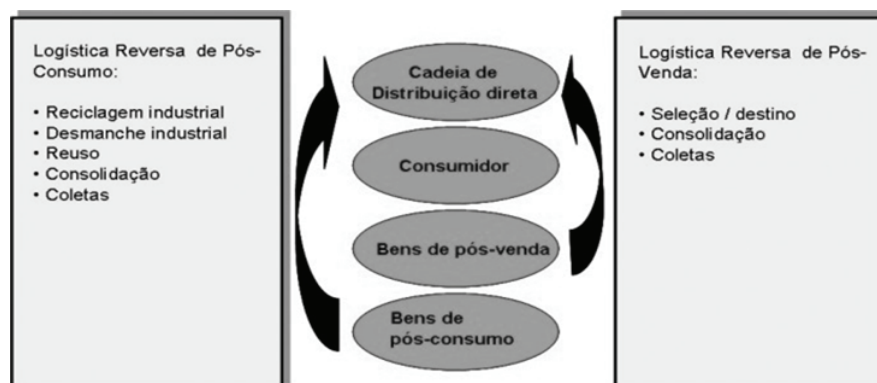 Logística Reversa de Pós-
Consumo:
• Reciclagem industrial
• Desmanche industrial
• Reuso
• Consolidação
• Coletas
Cadeia de
Distribuição direta
Consumidor
Bens de pós-venda
Bens de
pós-consumo
Logística Reversa de Pós-
Venda:
• Seleção / destino
• Consolidação
• Coletas